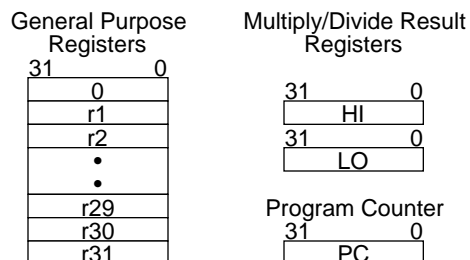 General Purpose
Registers
31 0
0
r1
r2
•
•
r29
r30
r31
Multiply/Divide Result
Registers
31 0
HI
31 0
LO
Program Counter
31 0
PC